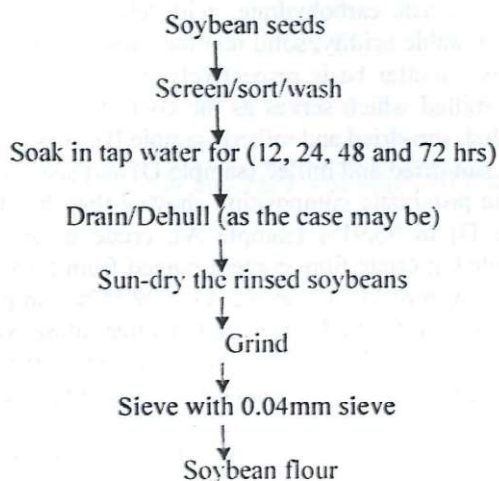 Soybean seeds
Screen/sort/wash
Soak in tap water for (12, 24, 48 and 72 hrs)
Drain/Dehull (as the case may be)
Sun-dry the rinsed soybeans
Grind
Sieve with 0.04mm sieve
Soybean flour